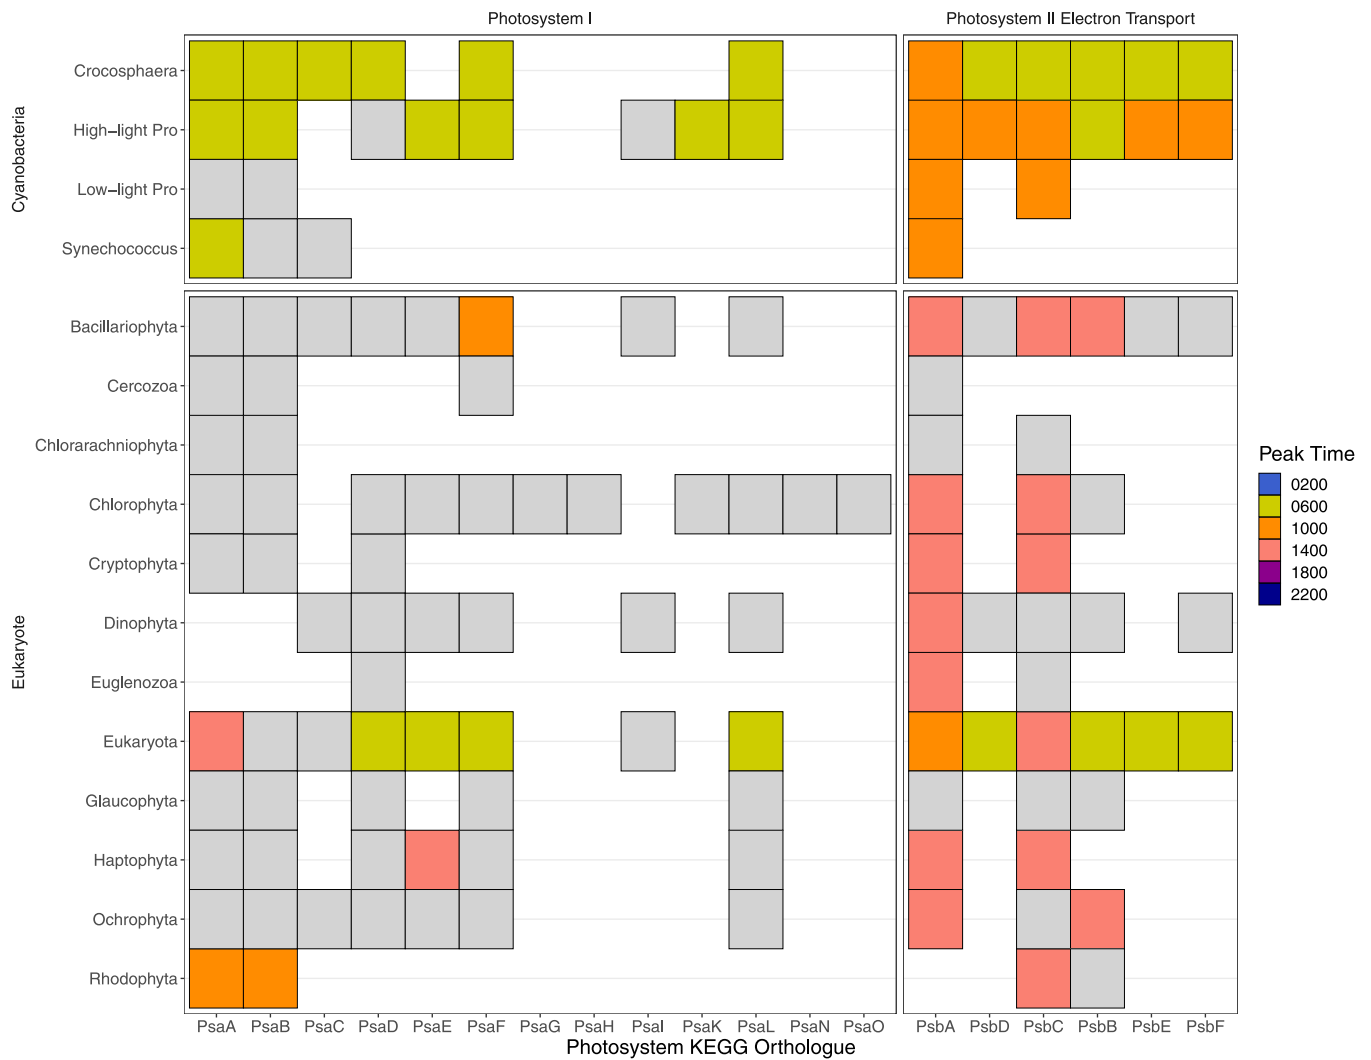 Photosystem I
Photosystem II Electron Transport
Cyanobacteria
Crocosphaera
High−light Pro
Low−light Pro
Synechococcus
Eukaryote
Bacillariophyta
Cercozoa
Chlorarachniophyta
Chlorophyta
Cryptophyta
Dinophyta
Euglenozoa
Eukaryota
Glaucophyta
Haptophyta
Ochrophyta
Rhodophyta
Peak Time
0200
0600
1000
1400
1800
2200
PsaA PsaB PsaC PsaD PsaE PsaF PsaG PsaH PsaI PsaK PsaL PsaN PsaO PsbA PsbD PsbC PsbB PsbE PsbF
Photosystem KEGG Orthologue